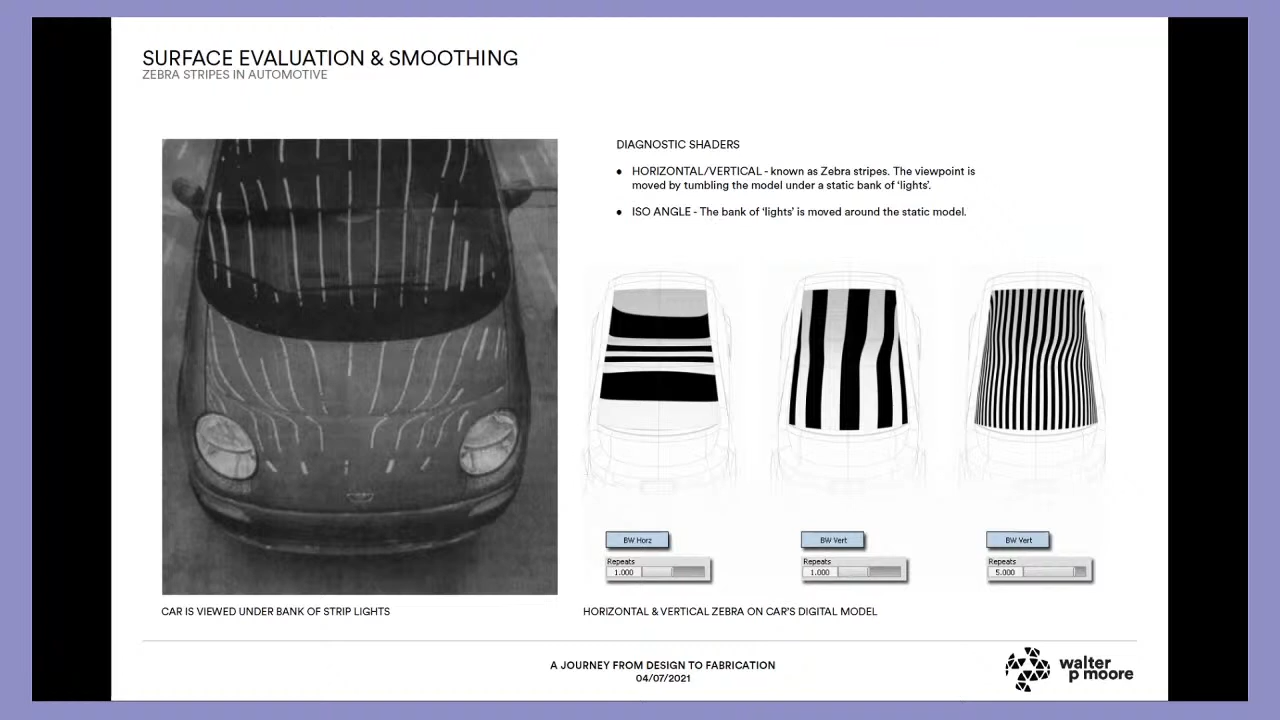 SURFACE EVALUATION & SMOOTHING
ZEBRA STRIPES IN AUTOMOTIVE
DIAGNOSTIC SHADERS
• HORIZONTAL/VERTICAL - known as Zebra stripes. The viewpoint is
moved by tumbling the model under a static bank of ‘lights’.
• ISO ANGLE - The bank of ‘lights’ is moved around the static model.
BW Horz
Repeats
1.000
BW Vert
Repeats
1.000
BW Vert
Repeats
5.000
CAR IS VIEWED UNDER BANK OF STRIP LIGHTS
HORIZONTAL & VERTICAL ZEBRA ON CAR'S DIGITAL MODEL
A JOURNEY FROM DESIGN TO FABRICATION
04/07/2021
walter
p moore